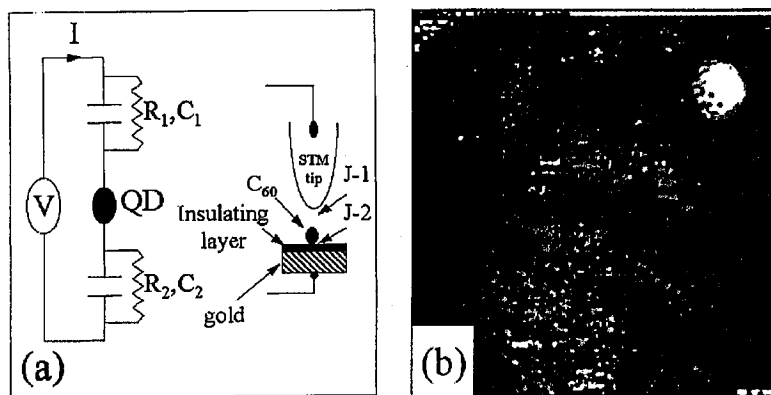 I
R₁,C₁
V
QD
R₂,C₂
(a)
STM
tip
J-1
C₆₀
J-2
Insulating
layer
gold
(b)